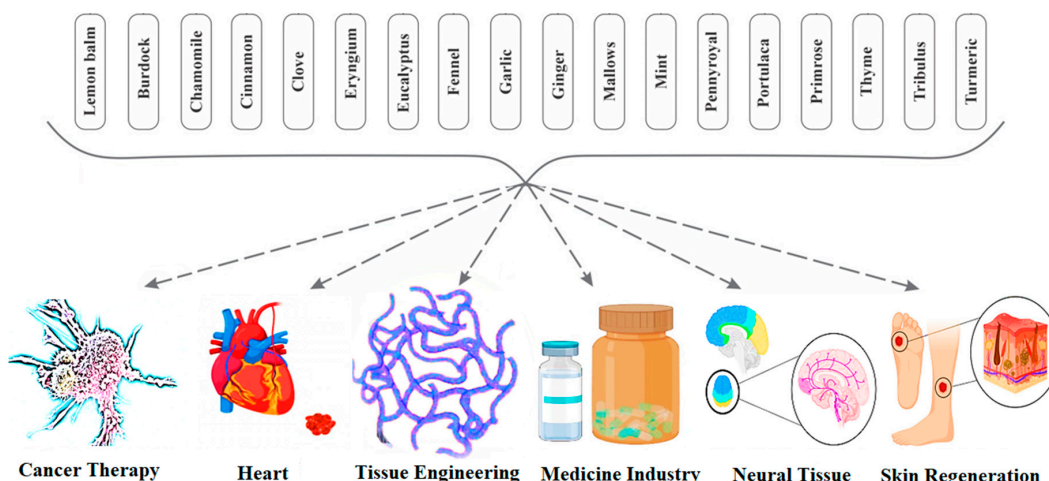 Lemon balm
Burdock
Chamomile
Cinnamon
Clove
Eryngium
Eucalyptus
Fennel
Garlic
Ginger
Mallows
Mint
Pennyroyal
Portulaca
Primrose
Thyme
Tribulus
Turmeric
Cancer Therapy
Heart
Tissue Engineering
Medicine Industry
Neural Tissue
Skin Regeneration